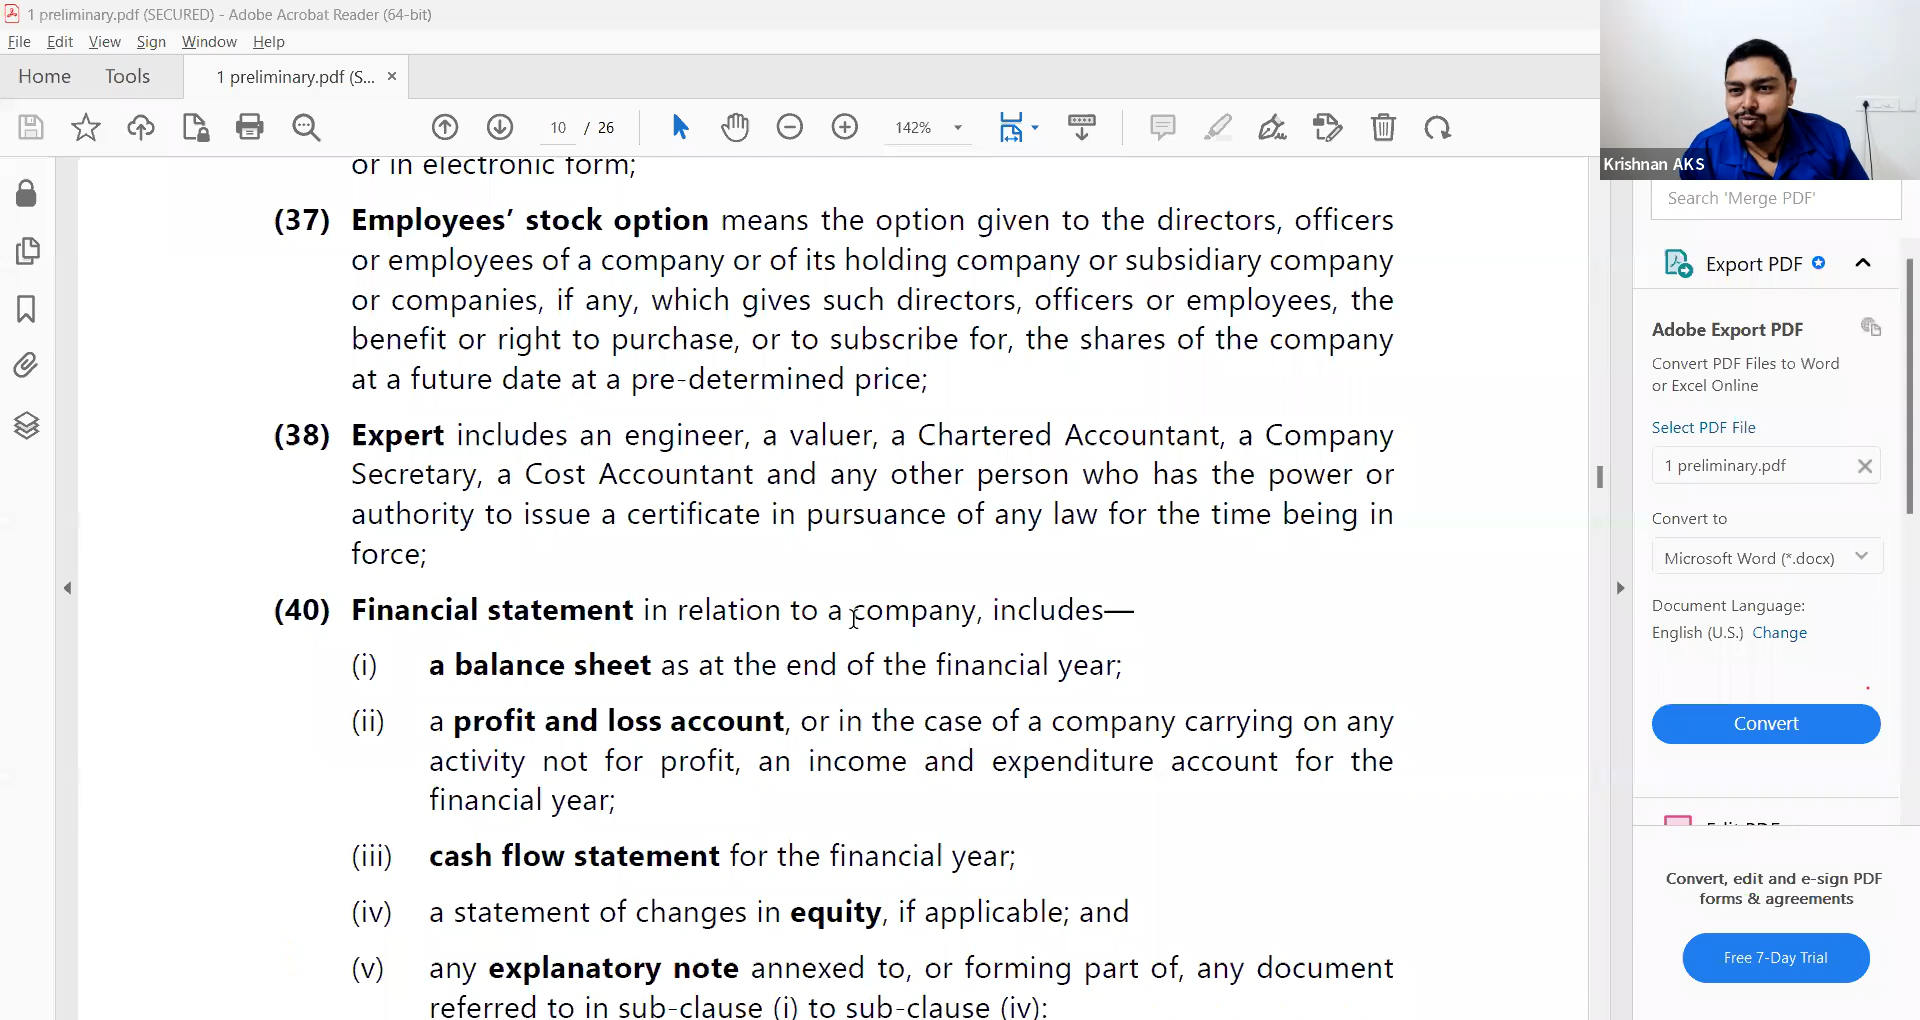 1 preliminary.pdf (SECURED) - Adobe Acrobat Reader (64-bit)
File Edit View Sign Window Help
Home Tools 1 preliminary.pdf (S... ×
10 / 26 142%
Krishnan AKS
or in electronic form;
(37) Employees’ stock option means the option given to the directors, officers
or employees of a company or of its holding company or subsidiary company
or companies, if any, which gives such directors, officers or employees, the
benefit or right to purchase, or to subscribe for, the shares of the company
at a future date at a pre-determined price;
(38) Expert includes an engineer, a valuer, a Chartered Accountant, a Company
Secretary, a Cost Accountant and any other person who has the power or
authority to issue a certificate in pursuance of any law for the time being in
force;
(40) Financial statement in relation to a company, includes—
(i) a balance sheet as at the end of the financial year;
(ii) a profit and loss account, or in the case of a company carrying on any
activity not for profit, an income and expenditure account for the
financial year;
(iii) cash flow statement for the financial year;
(iv) a statement of changes in equity, if applicable; and
(v) any explanatory note annexed to, or forming part of, any document
referred to in sub-clause (i) to sub-clause (iv):
Search 'Merge PDF'
Export PDF
Adobe Export PDF
Convert PDF Files to Word
or Excel Online
Select PDF File
1 preliminary.pdf
Convert to
Microsoft Word (*.docx)
Document Language:
English (U.S.) Change
Convert
Edit PDF
Convert, edit and e-sign PDF
forms & agreements
Free 7-Day Trial